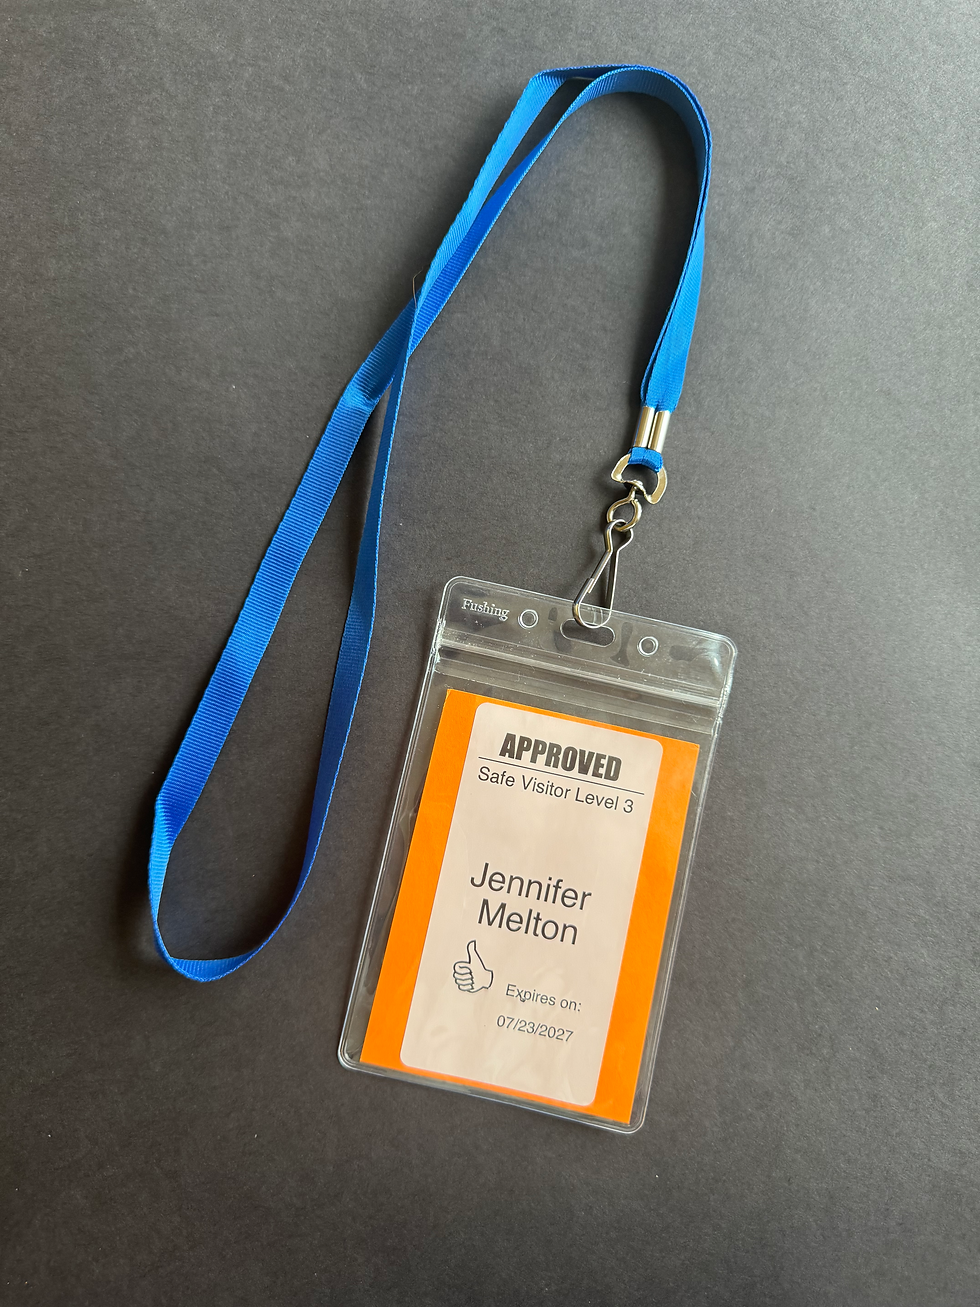 Fushing
APPROVED
Safe Visitor Level 3
Jennifer
Melton
Expires on:
07/23/2027